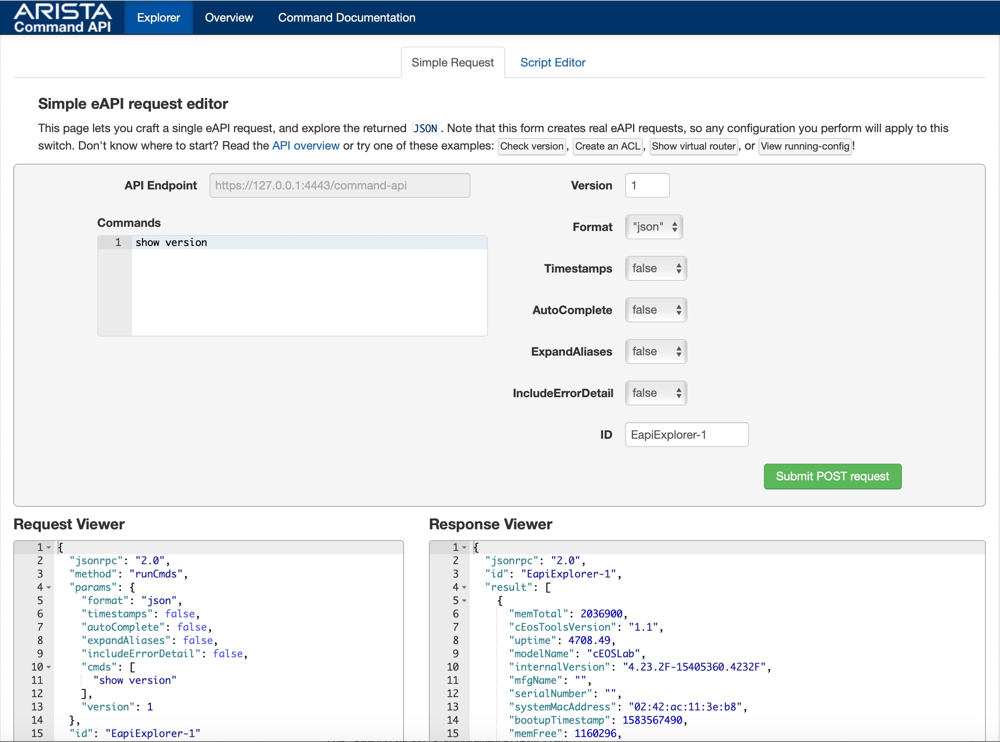 ARISTA
Command API
Explorer Overview Command Documentation
Simple Request Script Editor
Simple eAPI request editor
This page lets you craft a single eAPI request, and explore the returned JSON . Note that this form creates real eAPI requests, so any configuration you perform will apply to this
switch. Don't know where to start? Read the API overview or try one of these examples: Check version , Create an ACL , Show virtual router , or View running-config !
API Endpoint https://127.0.0.1:4443/command-api Version 1
Commands Format "json"
1 show version
Timestamps false
AutoComplete false
ExpandAliases false
IncludeErrorDetail false
ID EapiExplorer-1
Submit POST request
Request Viewer
1 {
2 "jsonrpc": "2.0",
3 "method": "runCmds",
4 "params": {
5 "format": "json",
6 "timestamps": false,
7 "autoComplete": false,
8 "expandAliases": false,
9 "includeErrorDetail": false,
10 "cmds": [
11 "show version"
12 ],
13 "version": 1
14 },
15 "id": "EapiExplorer-1"
Response Viewer
1 {
2 "jsonrpc": "2.0",
3 "id": "EapiExplorer-1",
4 "result": [
5 {
6 "memTotal": 2036900,
7 "cEosToolsVersion": "1.1",
8 "uptime": 4708.49,
9 "modelName": "cEOSLab",
10 "internalVersion": "4.23.2F-15405360.4232F",
11 "mfgName": "",
12 "serialNumber": "",
13 "systemMacAddress": "02:42:ac:11:3e:b8",
14 "bootupTimestamp": 1583567490,
15 "memFree": 1160296,